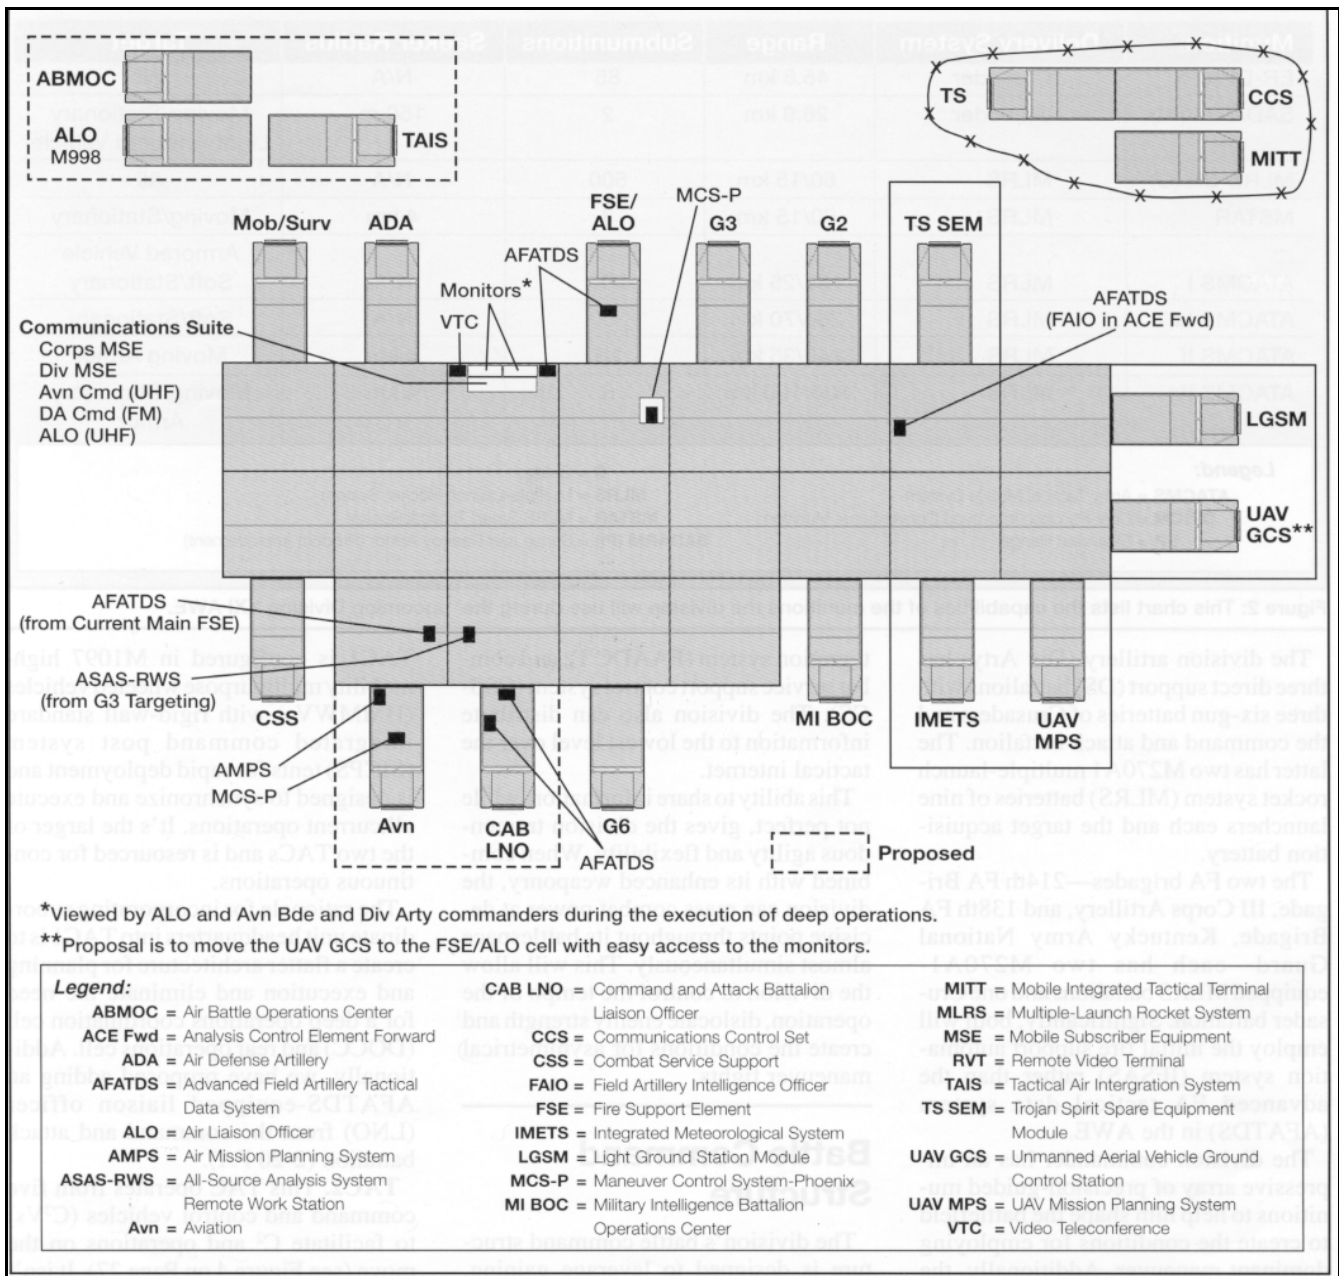 ABMOC
ALO
M998
TAIS
TS
CCS
MITT
Mob/Surv
ADA
FSE/
ALO
MCS-P
G3
G2
TS SEM
AFATDS
Monitors*
VTC
AFATDS
(FAIO in ACE Fwd)
Communications Suite
Corps MSE
Div MSE
Avn Cmd (UHF)
DA Cmd (FM)
ALO (UHF)
LGSM
UAV
GCS**
AFATDS
(from Current Main FSE)
ASAS-RWS
(from G3 Targeting)
CSS
AMPS
MCS-P
Avn
CAB
LNO
G6
AFATDS
MI BOC
IMETS
UAV
MPS
Proposed
*Viewed by ALO and Avn Bde and Div Arty commanders during the execution of deep operations.
**Proposal is to move the UAV GCS to the FSE/ALO cell with easy access to the monitors.
Legend:
ABMOC = Air Battle Operations Center
ACE Fwd = Analysis Control Element Forward
ADA = Air Defense Artillery
AFATDS = Advanced Field Artillery Tactical
Data System
ALO = Air Liaison Officer
AMPS = Air Mission Planning System
ASAS-RWS = All-Source Analysis System
Remote Work Station
Avn = Aviation
CAB LNO = Command and Attack Battalion
Liaison Officer
CCS = Communications Control Set
CSS = Combat Service Support
FAIO = Field Artillery Intelligence Officer
FSE = Fire Support Element
IMETS = Integrated Meteorological System
LGSM = Light Ground Station Module
MCS-P = Maneuver Control System-Phoenix
MI BOC = Military Intelligence Battalion
Operations Center
MITT = Mobile Integrated Tactical Terminal
MLRS = Multiple-Launch Rocket System
MSE = Mobile Subscriber Equipment
RVT = Remote Video Terminal
TAIS = Tactical Air Intergration System
TS SEM = Trojan Spirit Spare Equipment
Module
UAV GCS = Unmanned Aerial Vehicle Ground
Control Station
UAV MPS = UAV Mission Planning System
VTC = Video Teleconference